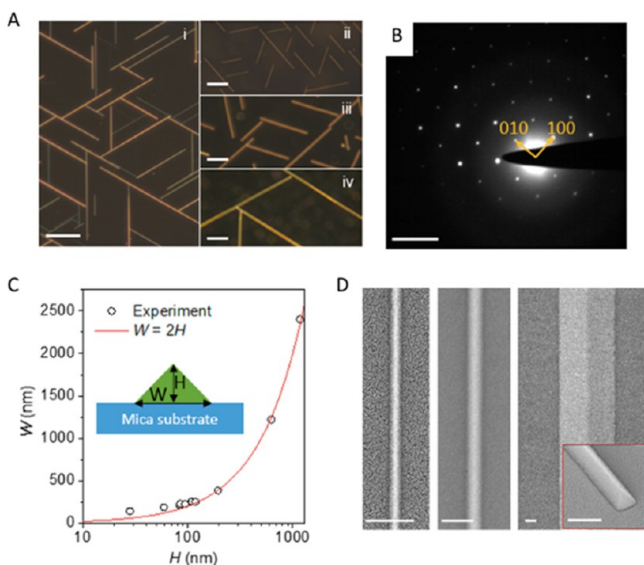 A
i
ii
iii
iv
B
010
100
C
2500
2000
1500
1000
500
0
W (nm)
Experiment
W = 2H
H
W
Mica substrate
10
100
1000
H (nm)
D